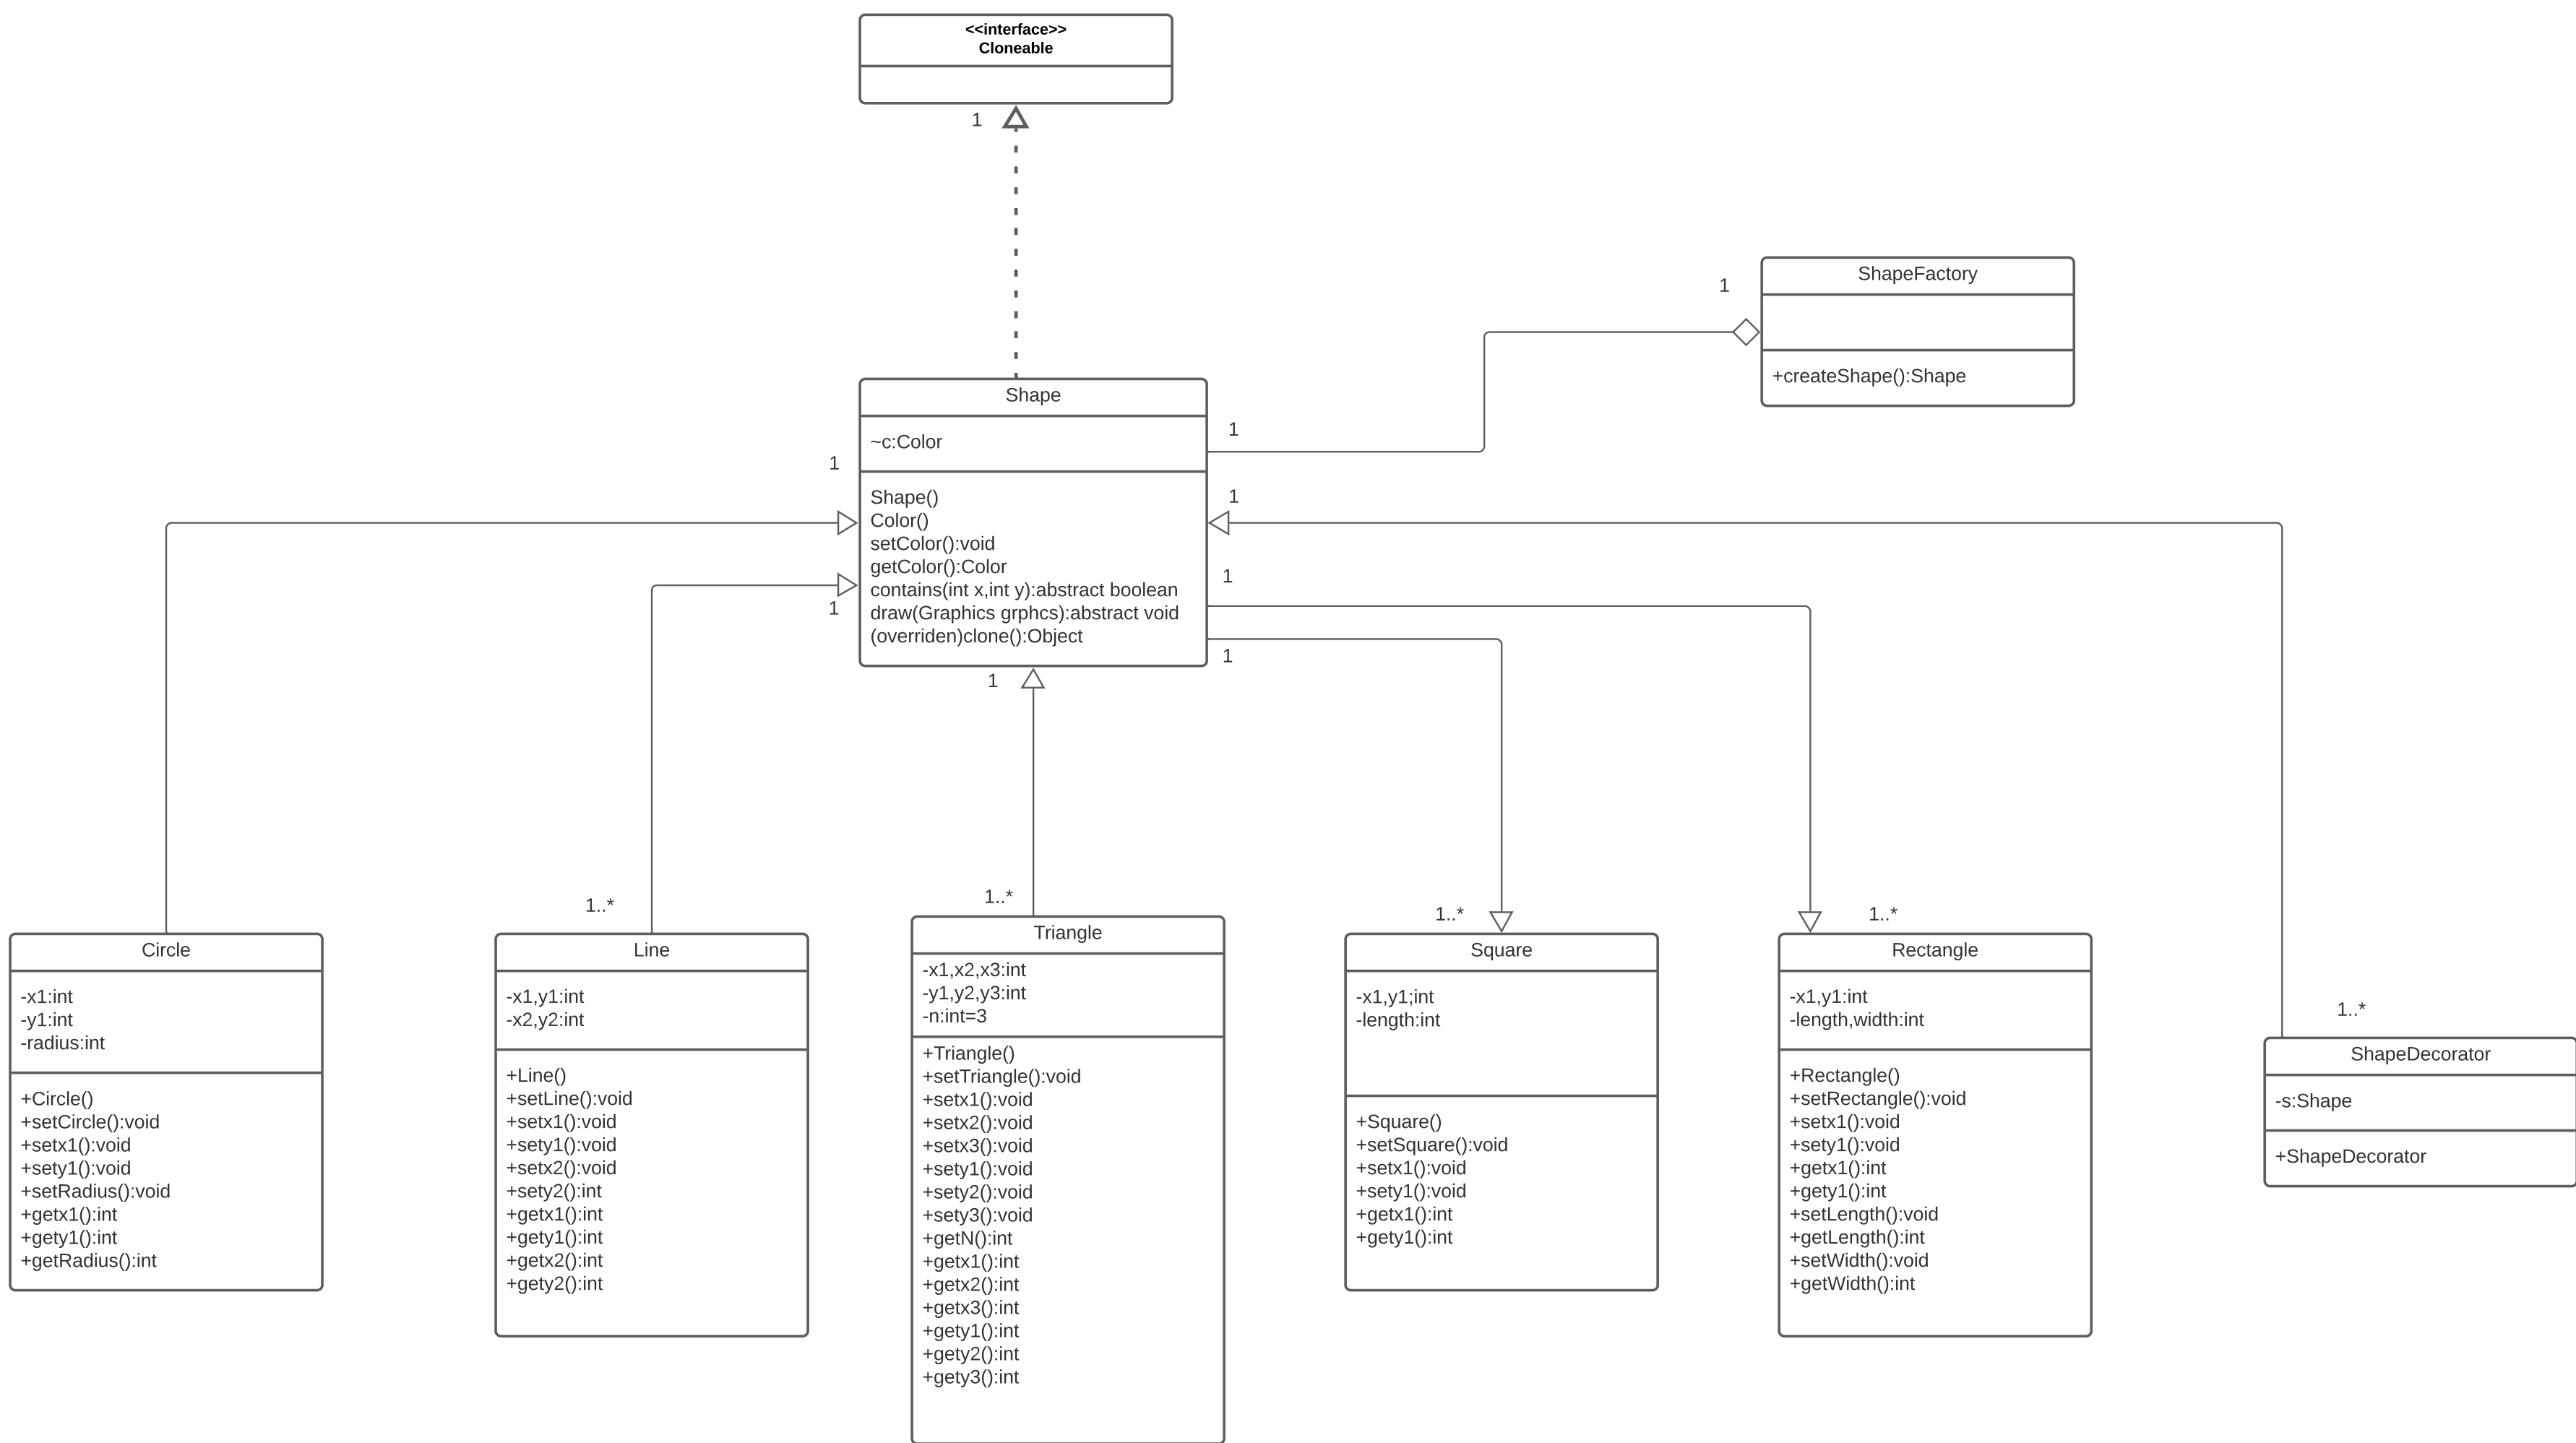 <<interface>>
Cloneable
1
ShapeFactory
1
+createShape():Shape
Shape
~c:Color
Shape()
Color()
setColor():void
getColor():Color
contains(int x,int y):abstract boolean
draw(Graphics grphcs):abstract void
(overriden)clone():Object
1
1
1
1
1
1
1
1..*
1..*
1..*
1..*
1..*
Circle
-x1:int
-y1:int
-radius:int
+Circle()
+setCircle():void
+setx1():void
+sety1():void
+setRadius():void
+getx1():int
+gety1():int
+getRadius():int
Line
-x1,y1:int
-x2,y2:int
+Line()
+setLine():void
+setx1():void
+sety1():void
+setx2():void
+sety2():int
+getx1():int
+gety1():int
+getx2():int
+gety2():int
Triangle
-x1,x2,x3:int
-y1,y2,y3:int
-n:int=3
+Triangle()
+setTriangle():void
+setx1():void
+setx2():void
+setx3():void
+sety1():void
+sety2():void
+sety3():void
+getN():int
+getx1():int
+getx2():int
+getx3():int
+gety1():int
+gety2():int
+gety3():int
Square
-x1,y1;int
-length:int
+Square()
+setSquare():void
+setx1():void
+sety1():void
+getx1():int
+gety1():int
Rectangle
-x1,y1:int
-length,width:int
+Rectangle()
+setRectangle():void
+setx1():void
+sety1():void
+getx1():int
+gety1():int
+setLength():void
+getLength():int
+setWidth():void
+getWidth():int
ShapeDecorator
-s:Shape
+ShapeDecorator